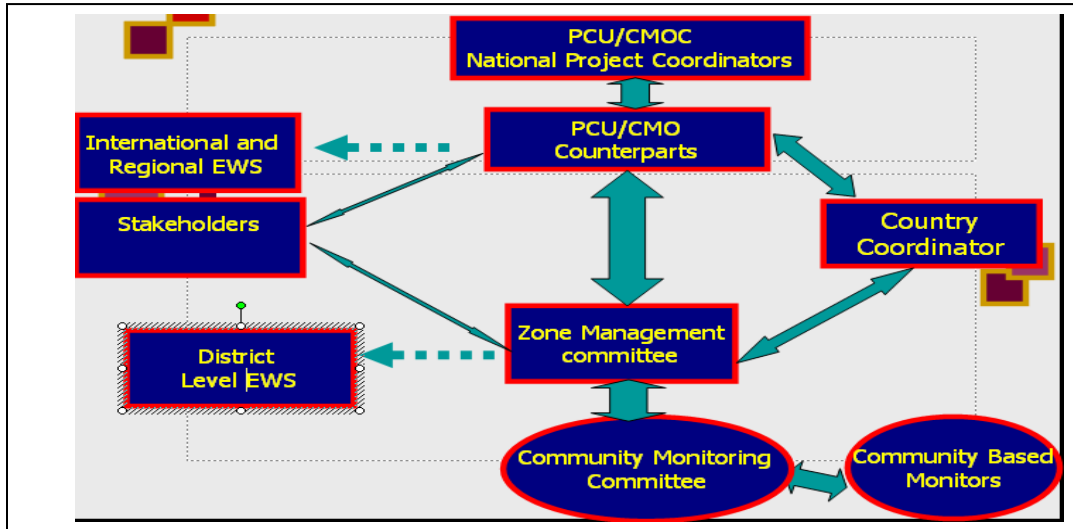 PCU/CMOC
National Project Coordinators
PCU/CMO
Counterparts
International and
Regional EWS
Stakeholders
Country
Coordinator
Zone Management
committee
District
Level EWS
Community Monitoring
Committee
Community Based
Monitors